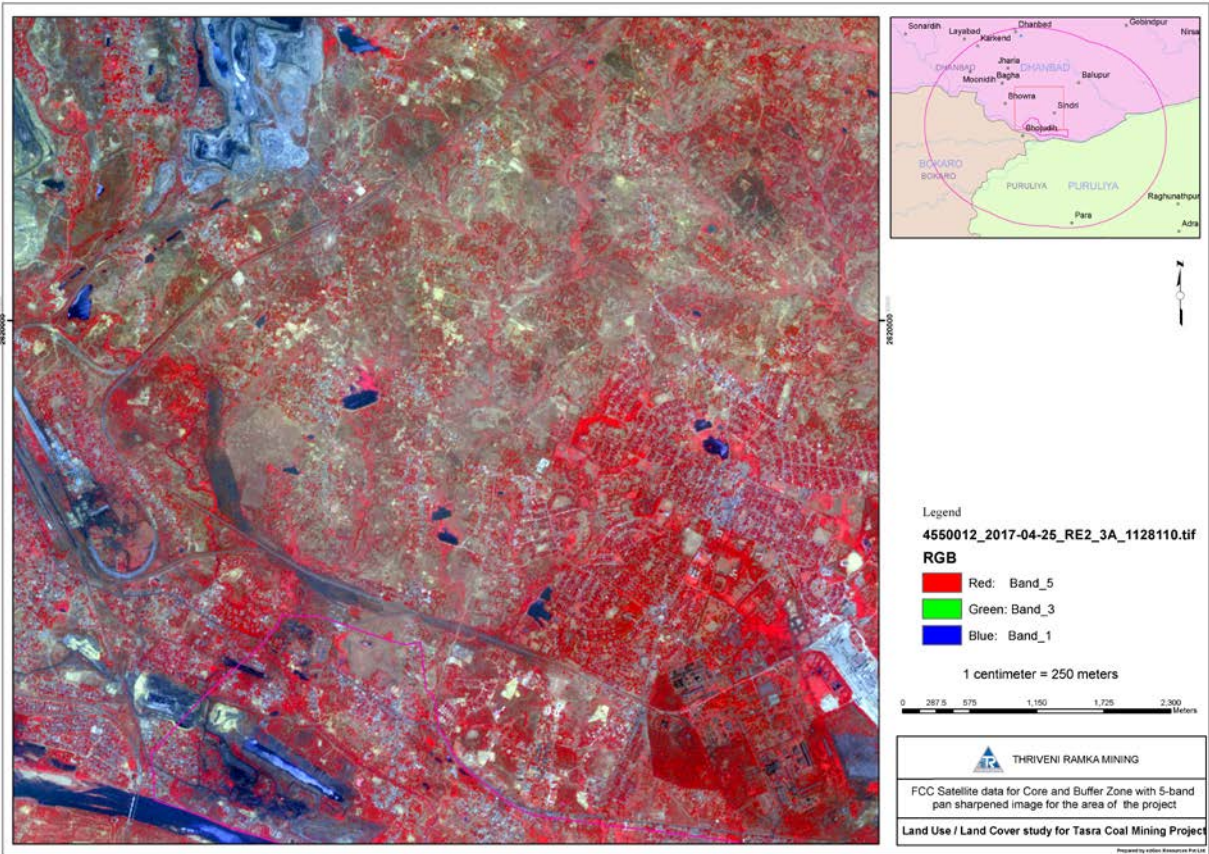 Sonardih
Layabad
Karkend
Dhanbed
Gobindpur
Nirsa
Jharia
DHANBAD
DHANBAD
Moonidih
Bagha
Balupur
Bhowra
Sindri
Bhojudih
BOKARO
BOKARO
PURULIYA
PURULIYA
Raghunathpur
Para
Adra
N
2620000
2620000
Legend
4550012_2017-04-25_RE2_3A_1128110.tif
RGB
Red: Band_5
Green: Band_3
Blue: Band_1
1 centimeter = 250 meters
0 287.5 575 1,150 1,725 2,300
Meters
THRIVENI RAMKA MINING
FCC Satellite data for Core and Buffer Zone with 5-band
pan sharpened image for the area of the project
Land Use / Land Cover study for Tasra Coal Mining Project